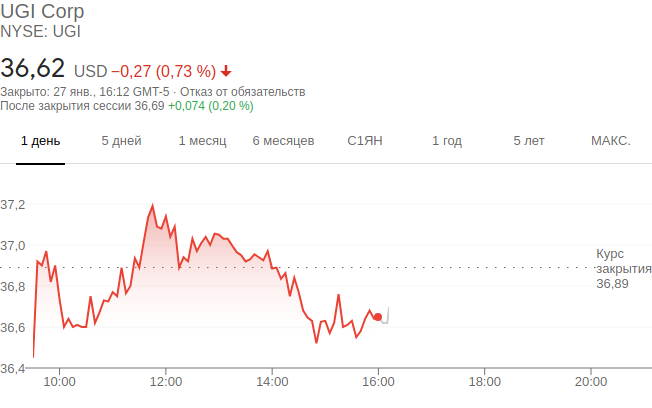 UGI Corp
NYSE: UGI
36,62 USD −0,27 (0,73 %)
Закрыто: 27 янв., 16:12 GMT-5 · Отказ от обязательств
После закрытия сессии 36,69 +0,074 (0,20 %)
1 день 5 дней 1 месяц 6 месяцев С1ЯН 1 год 5 лет МАКС.
37,2
37,0
Курс
закрытия
36,89
36,8
36,6
36,4
10:00 12:00 14:00 16:00 18:00 20:00